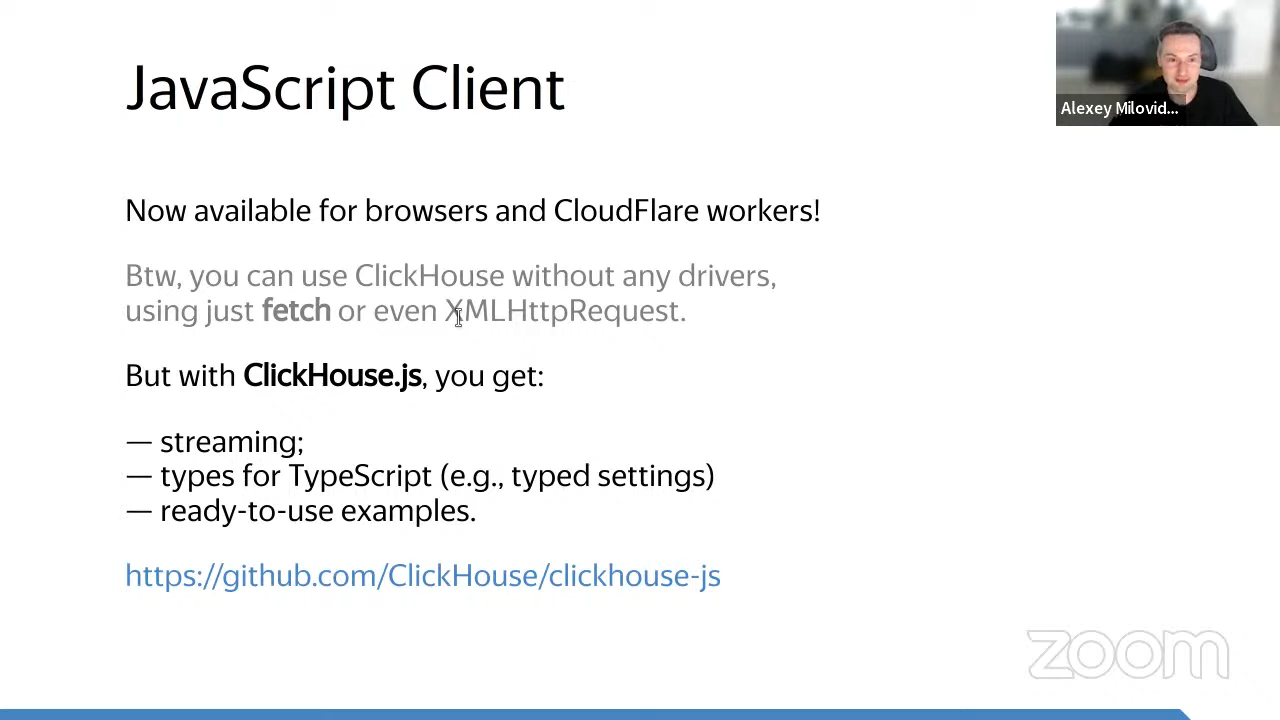 JavaScript Client
Alexey Milovid...
Now available for browsers and CloudFlare workers!
Btw, you can use ClickHouse without any drivers,
using just fetch or even XMLHttpRequest.
But with ClickHouse.js, you get:
— streaming;
— types for TypeScript (e.g., typed settings)
— ready-to-use examples.
https://github.com/ClickHouse/clickhouse-js
zoom